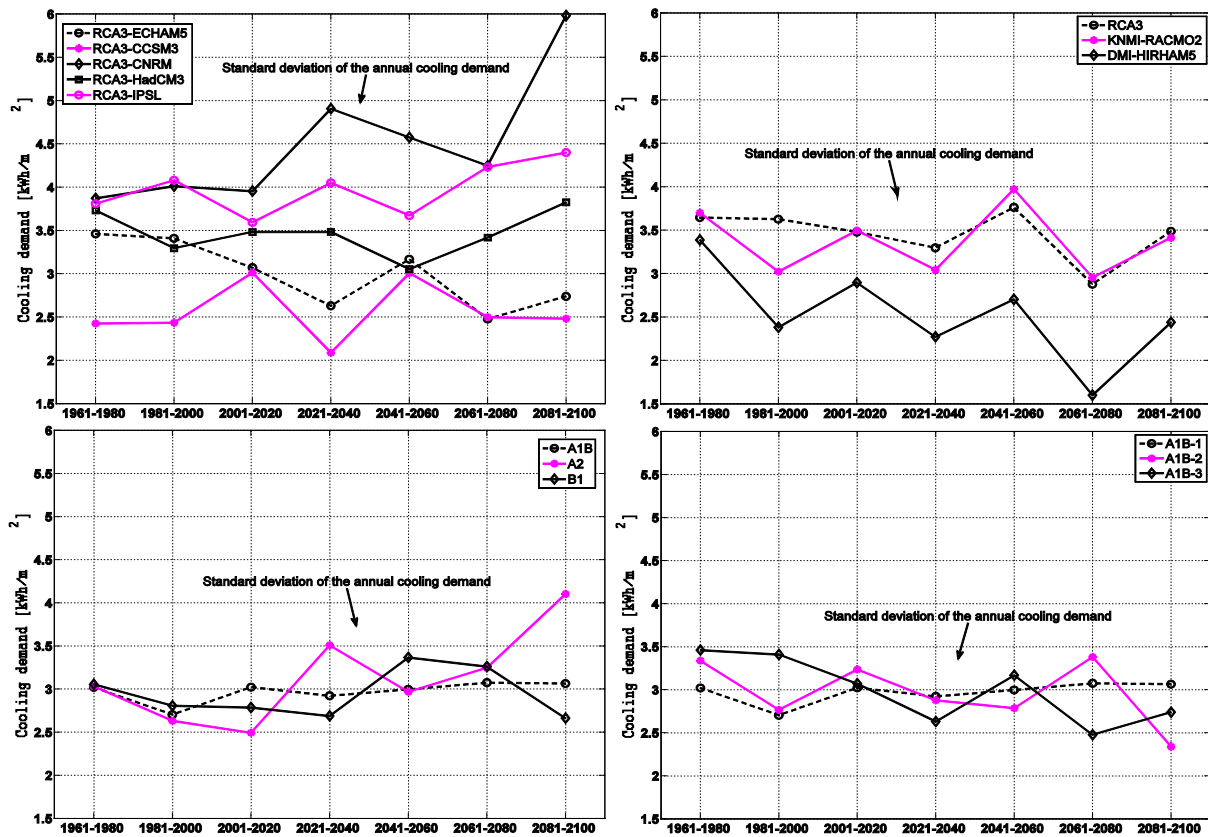 6
5.5
5
4.5
4
3.5
3
2.5
2
1.5
Cooling demand [kWh/m 2 ]
RCA3-ECHAM5
RCA3-CCSM3
RCA3-CNRM
RCA3-HadCM3
RCA3-IPSL
Standard deviation of the annual cooling demand
1961-1980 1981-2000 2001-2020 2021-2040 2041-2060 2061-2080 2081-2100
6
5.5
5
4.5
4
3.5
3
2.5
2
1.5
Cooling demand [kWh/m 2 ]
RCA3
KNMI-RACMO2
DMI-HIRHAM5
Standard deviation of the annual cooling demand
1961-1980 1981-2000 2001-2020 2021-2040 2041-2060 2061-2080 2081-2100
6
5.5
5
4.5
4
3.5
3
2.5
2
1.5
Cooling demand [kWh/m 2 ]
A1B
A2
B1
Standard deviation of the annual cooling demand
1961-1980 1981-2000 2001-2020 2021-2040 2041-2060 2061-2080 2081-2100
6
5.5
5
4.5
4
3.5
3
2.5
2
1.5
Cooling demand [kWh/m 2 ]
A1B-1
A1B-2
A1B-3
Standard deviation of the annual cooling demand
1961-1980 1981-2000 2001-2020 2021-2040 2041-2060 2061-2080 2081-2100